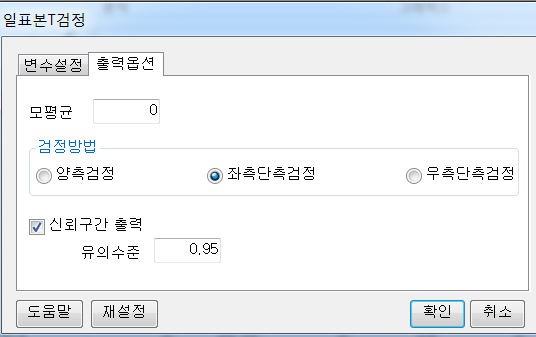 일표본T검정
변수설정 출력옵션
모평균 0
검정방법
양측검정 좌측단측검정 우측단측검정
신뢰구간 출력
유의수준 0.95
도움말 재설정 확인 취소